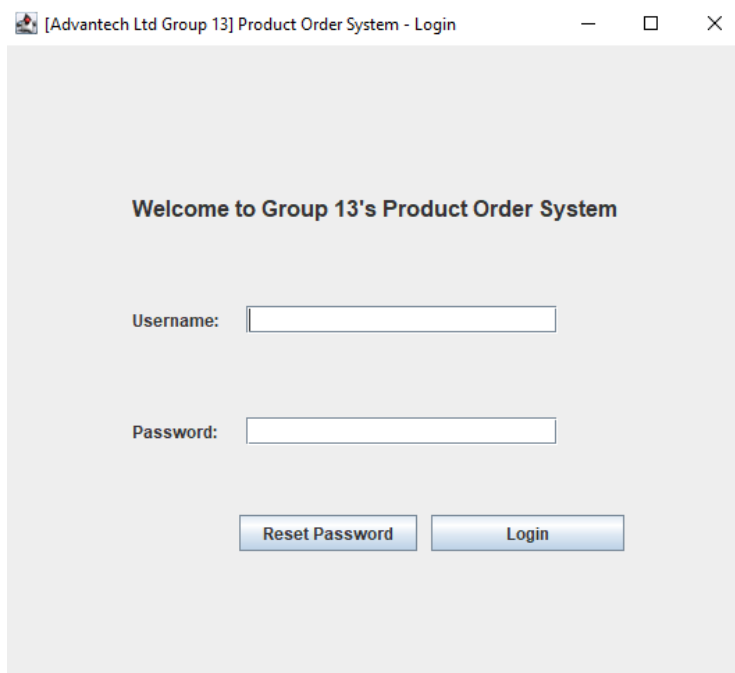 [Advantech Ltd Group 13] Product Order System - Login
Welcome to Group 13's Product Order System
Username:
Password:
Reset Password
Login